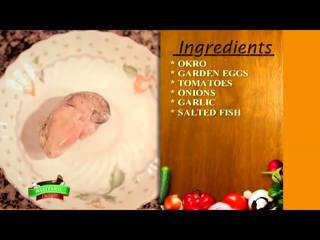 Ingredients
* OKRO
* GARDEN EGGS
* TOMATOES
* ONIONS
* GARLIC
* SALTED FISH